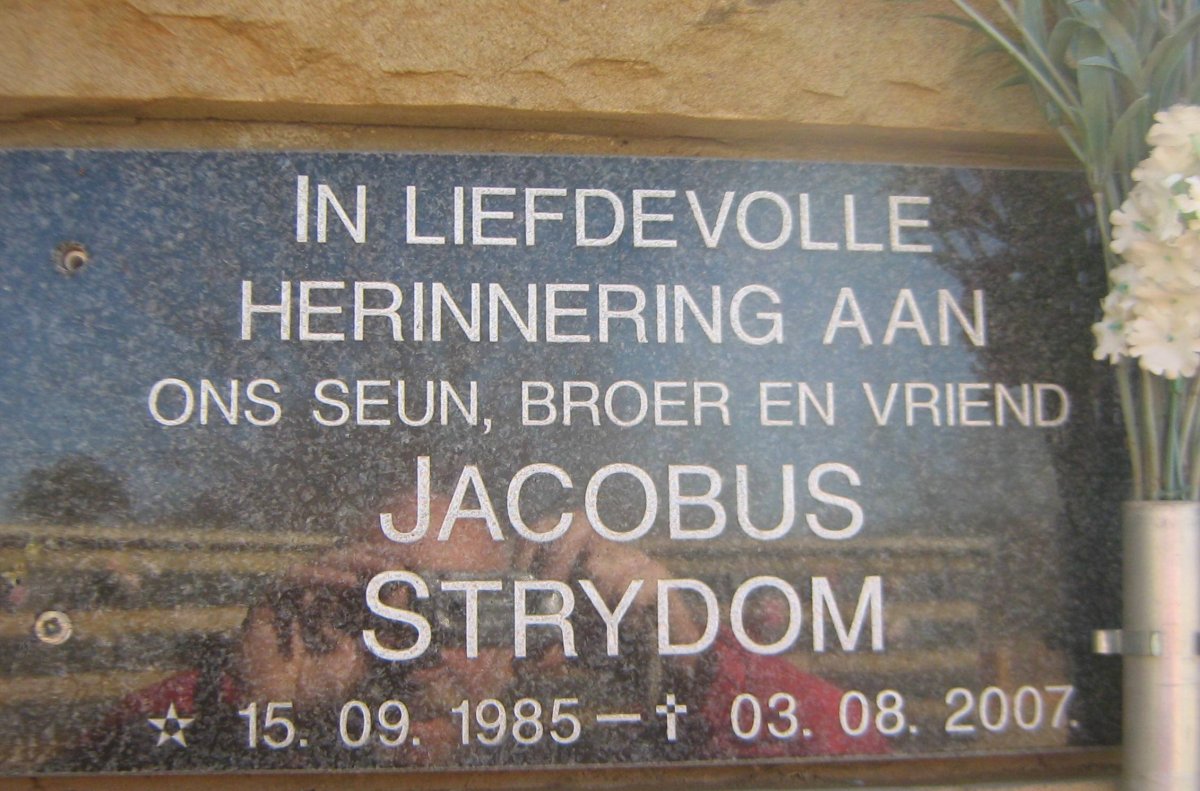 IN LIEFDEVOLLE
HERINNERING AAN
ONS SEUN, BROER EN VRIEND
JACOBUS
STRYDOM
☆ 15. 09. 1985 – † 03. 08. 2007.